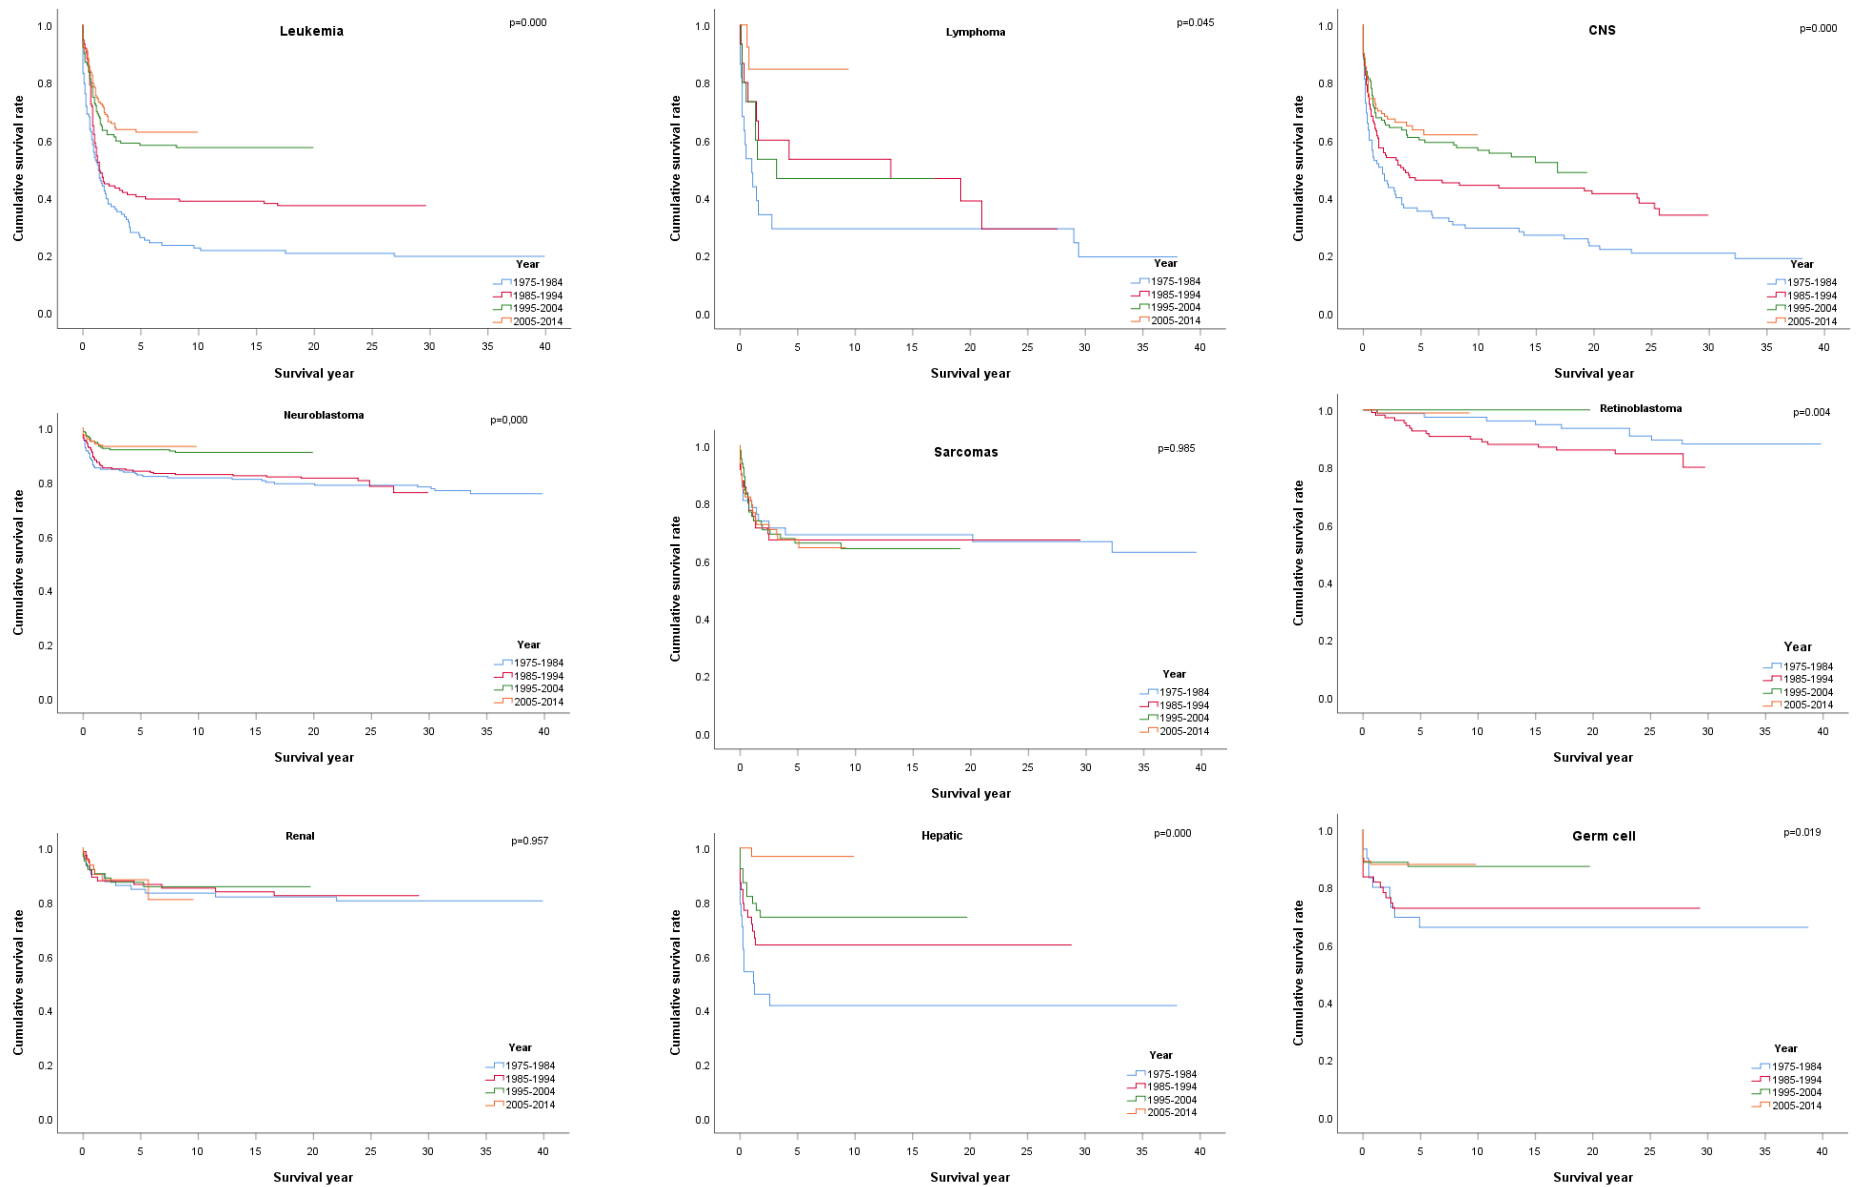 Leukemia
p=0.000
Cumulative survival rate
1.0
0.8
0.6
0.4
0.2
0.0
Year
1975-1984
1985-1994
1995-2004
2005-2014
0 5 10 15 20 25 30 35 40
Survival year
Lymphoma
p=0.045
Cumulative survival rate
1.0
0.8
0.6
0.4
0.2
0.0
Year
1975-1984
1985-1994
1995-2004
2005-2014
0 5 10 15 20 25 30 35 40
Survival year
CNS
p=0.000
Cumulative survival rate
1.0
0.8
0.6
0.4
0.2
0.0
Year
1975-1984
1985-1994
1995-2004
2005-2014
0 5 10 15 20 25 30 35 40
Survival year
Neuroblastoma
p=0,000
Cumulative survival rate
1.0
0.8
0.6
0.4
0.2
0.0
Year
1975-1984
1985-1994
1995-2004
2005-2014
0 5 10 15 20 25 30 35 40
Survival year
Sarcomas
p=0.985
Cumulative survival rate
1.0
0.8
0.6
0.4
0.2
0.0
Year
1975-1984
1985-1994
1995-2004
2005-2014
0 5 10 15 20 25 30 35 40
Survival year
Retinoblastoma
p=0.004
Cumulative survival rate
1.0
0.8
0.6
0.4
0.2
0.0
Year
1975-1984
1985-1994
1995-2004
2005-2014
0 5 10 15 20 25 30 35 40
Survival year
Renal
p=0.957
Cumulative survival rate
1.0
0.8
0.6
0.4
0.2
0.0
Year
1975-1984
1985-1994
1995-2004
2005-2014
0 5 10 15 20 25 30 35 40
Survival year
Hepatic
p=0.000
Cumulative survival rate
1.0
0.8
0.6
0.4
0.2
0.0
Year
1975-1984
1985-1994
1995-2004
2005-2014
0 5 10 15 20 25 30 35 40
Survival year
Germ cell
p=0.019
Cumulative survival rate
1.0
0.8
0.6
0.4
0.2
0.0
Year
1975-1984
1985-1994
1995-2004
2005-2014
0 5 10 15 20 25 30 35 40
Survival year